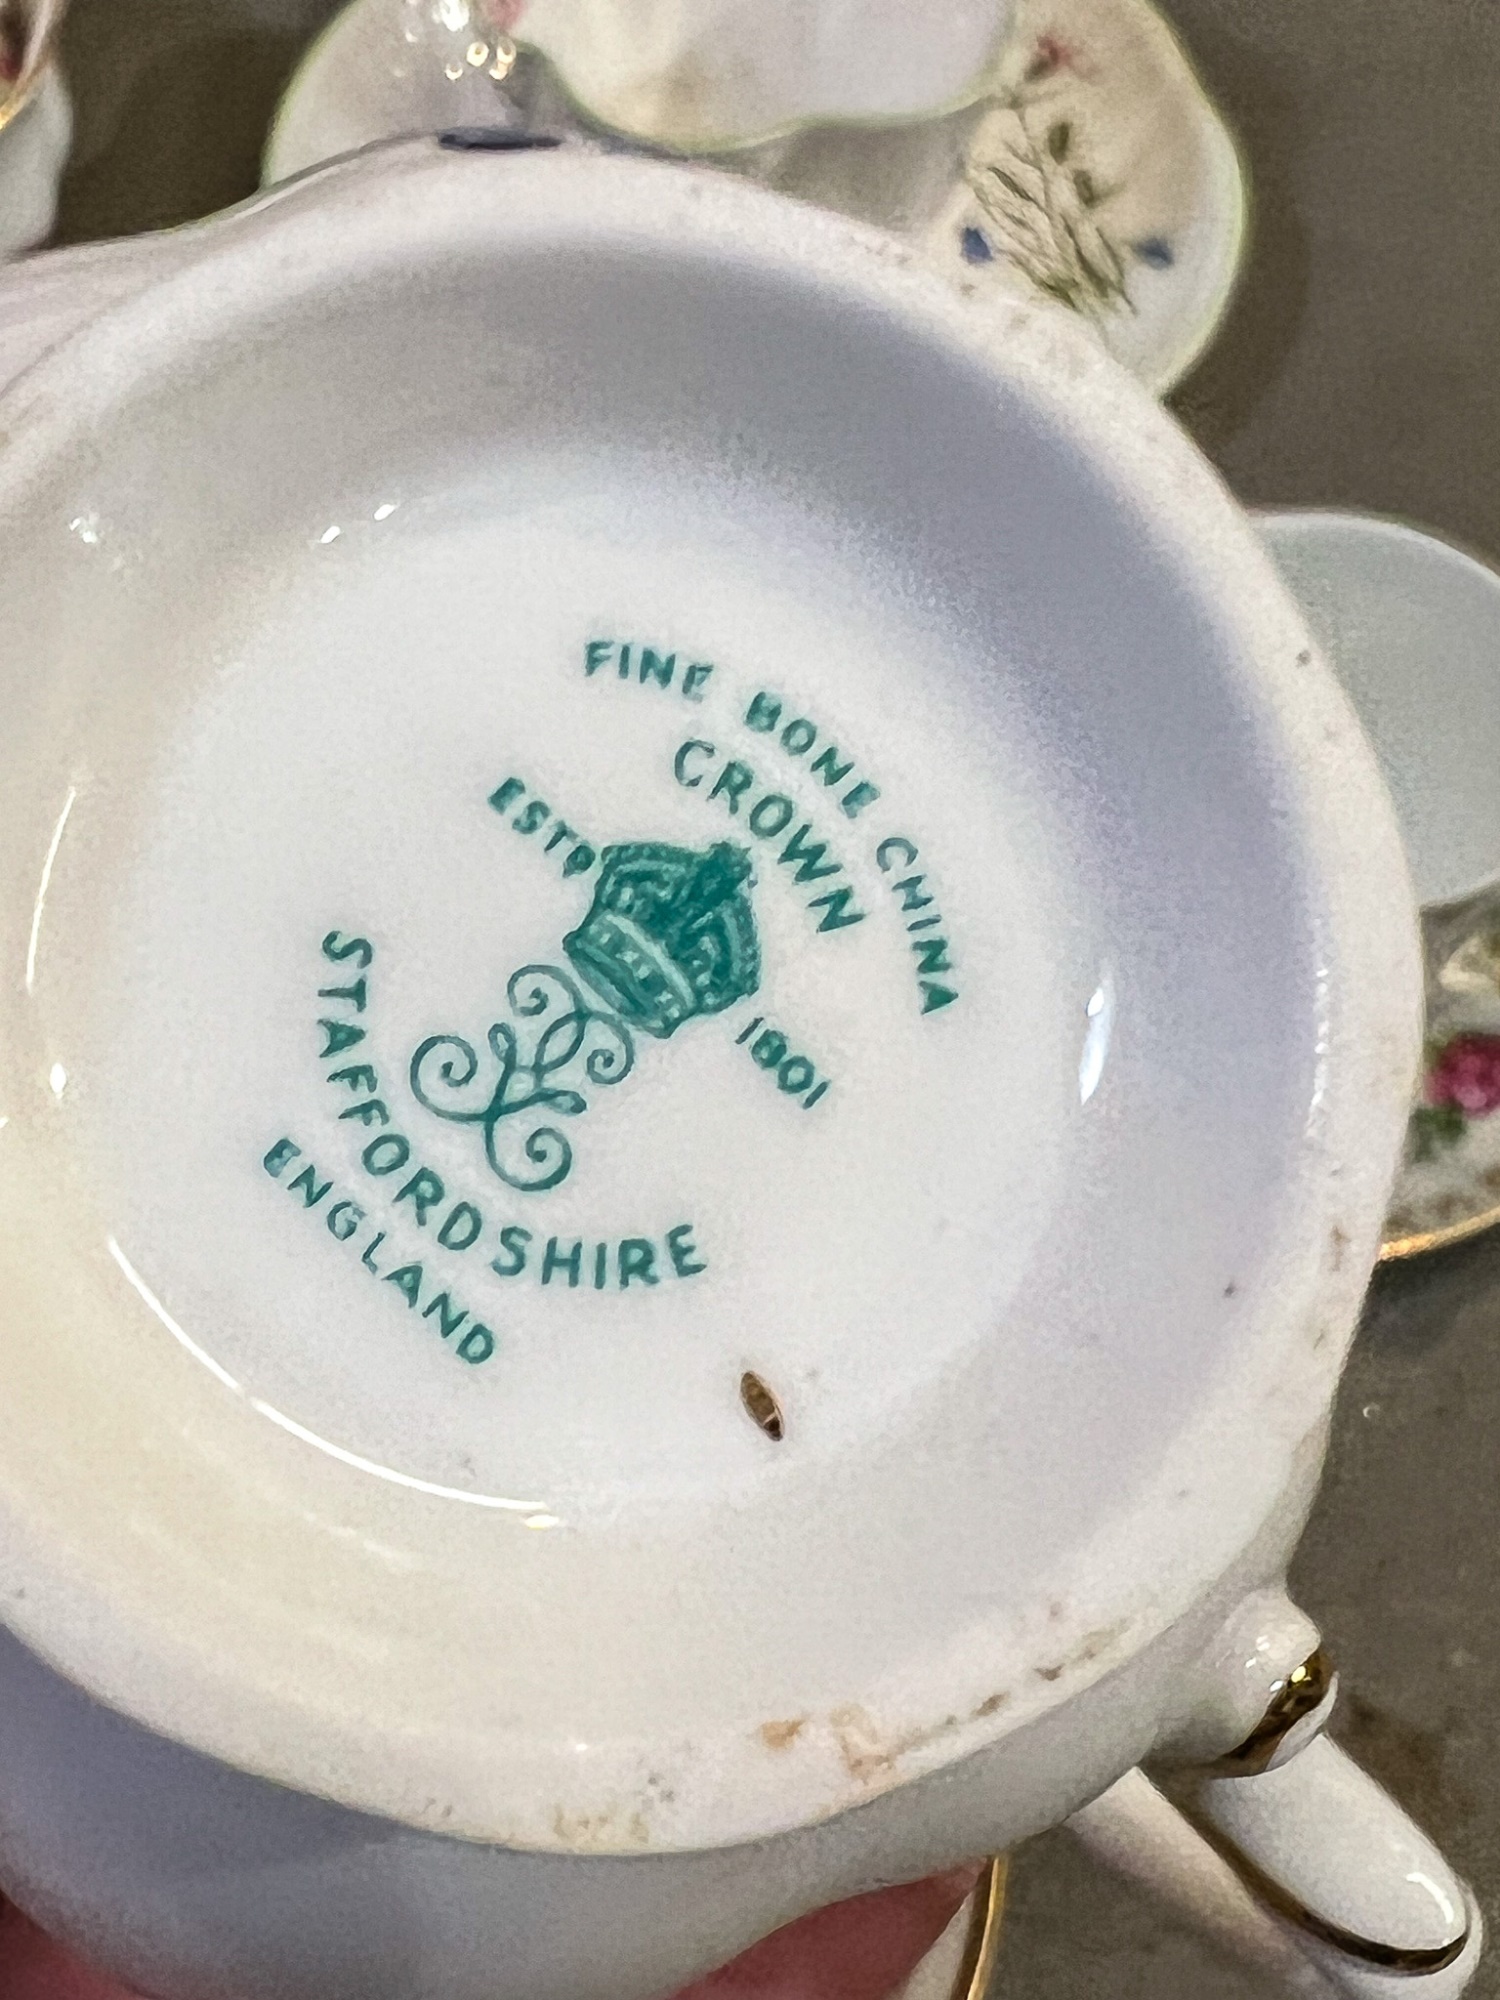 FINE BONE CHINA
CROWN
ESTD 1801
STAFFORDSHIRE
ENGLAND